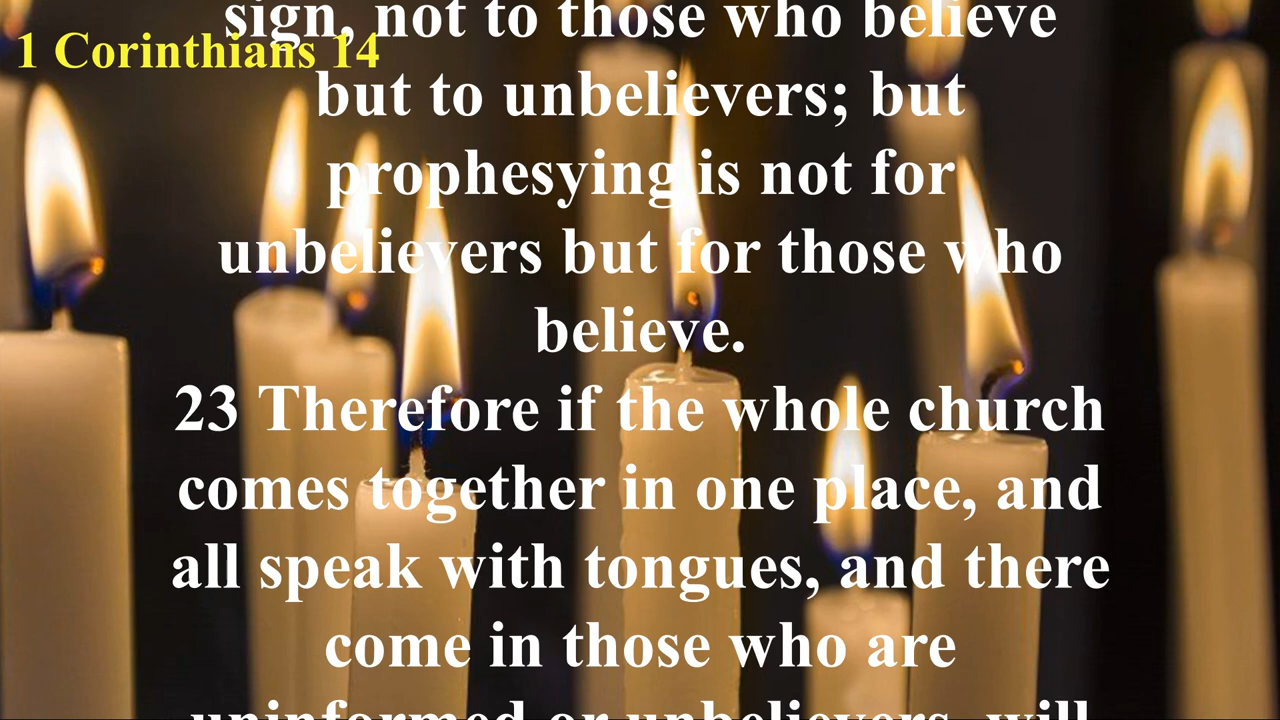 sign, not to those who believe
1 Corinthians 14
but to unbelievers; but
prophesying is not for
unbelievers but for those who
believe.
23 Therefore if the whole church
comes together in one place, and
all speak with tongues, and there
come in those who are
uninformed or unbelievers, will